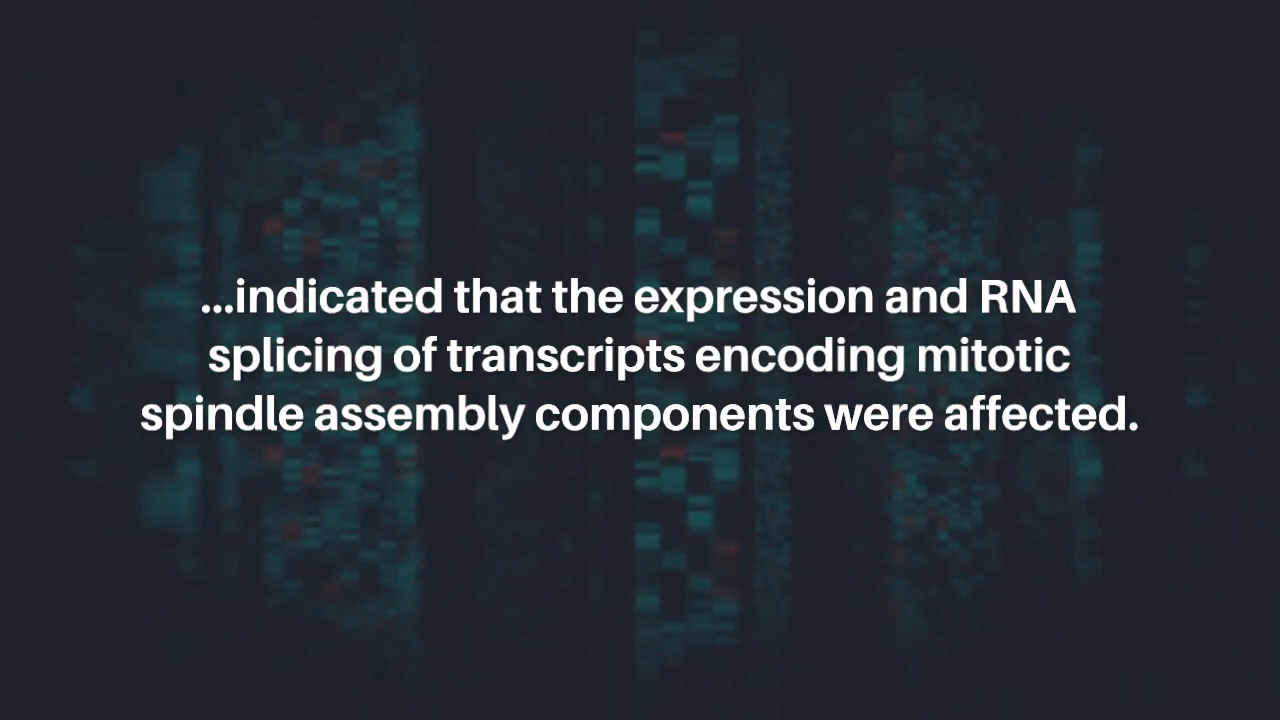 ...indicated that the expression and RNA
splicing of transcripts encoding mitotic
spindle assembly components were affected.